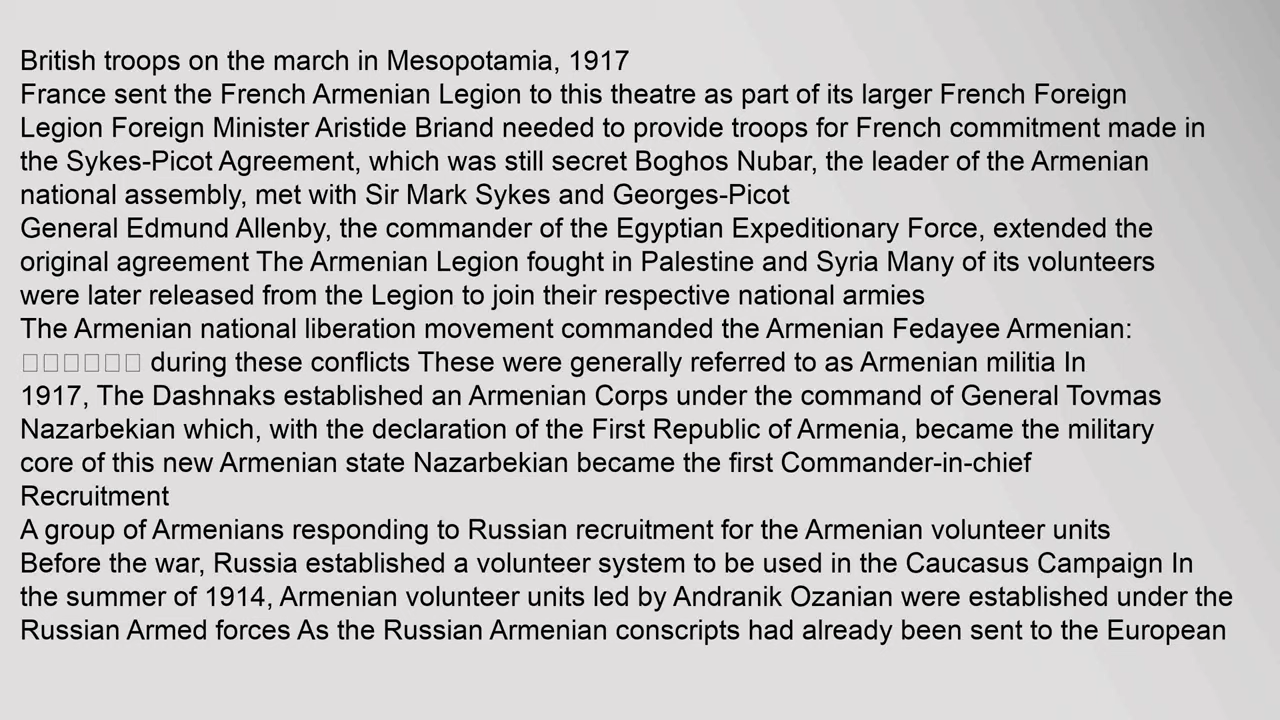 British troops on the march in Mesopotamia, 1917
France sent the French Armenian Legion to this theatre as part of its larger French Foreign
Legion Foreign Minister Aristide Briand needed to provide troops for French commitment made in
the Sykes-Picot Agreement, which was still secret Boghos Nubar, the leader of the Armenian
national assembly, met with Sir Mark Sykes and Georges-Picot
General Edmund Allenby, the commander of the Egyptian Expeditionary Force, extended the
original agreement The Armenian Legion fought in Palestine and Syria Many of its volunteers
were later released from the Legion to join their respective national armies
The Armenian national liberation movement commanded the Armenian Fedayee Armenian:
during these conflicts These were generally referred to as Armenian militia In
1917, The Dashnaks established an Armenian Corps under the command of General Tovmas
Nazarbekian which, with the declaration of the First Republic of Armenia, became the military
core of this new Armenian state Nazarbekian became the first Commander-in-chief
Recruitment
A group of Armenians responding to Russian recruitment for the Armenian volunteer units
Before the war, Russia established a volunteer system to be used in the Caucasus Campaign In
the summer of 1914, Armenian volunteer units led by Andranik Ozanian were established under the
Russian Armed forces As the Russian Armenian conscripts had already been sent to the European